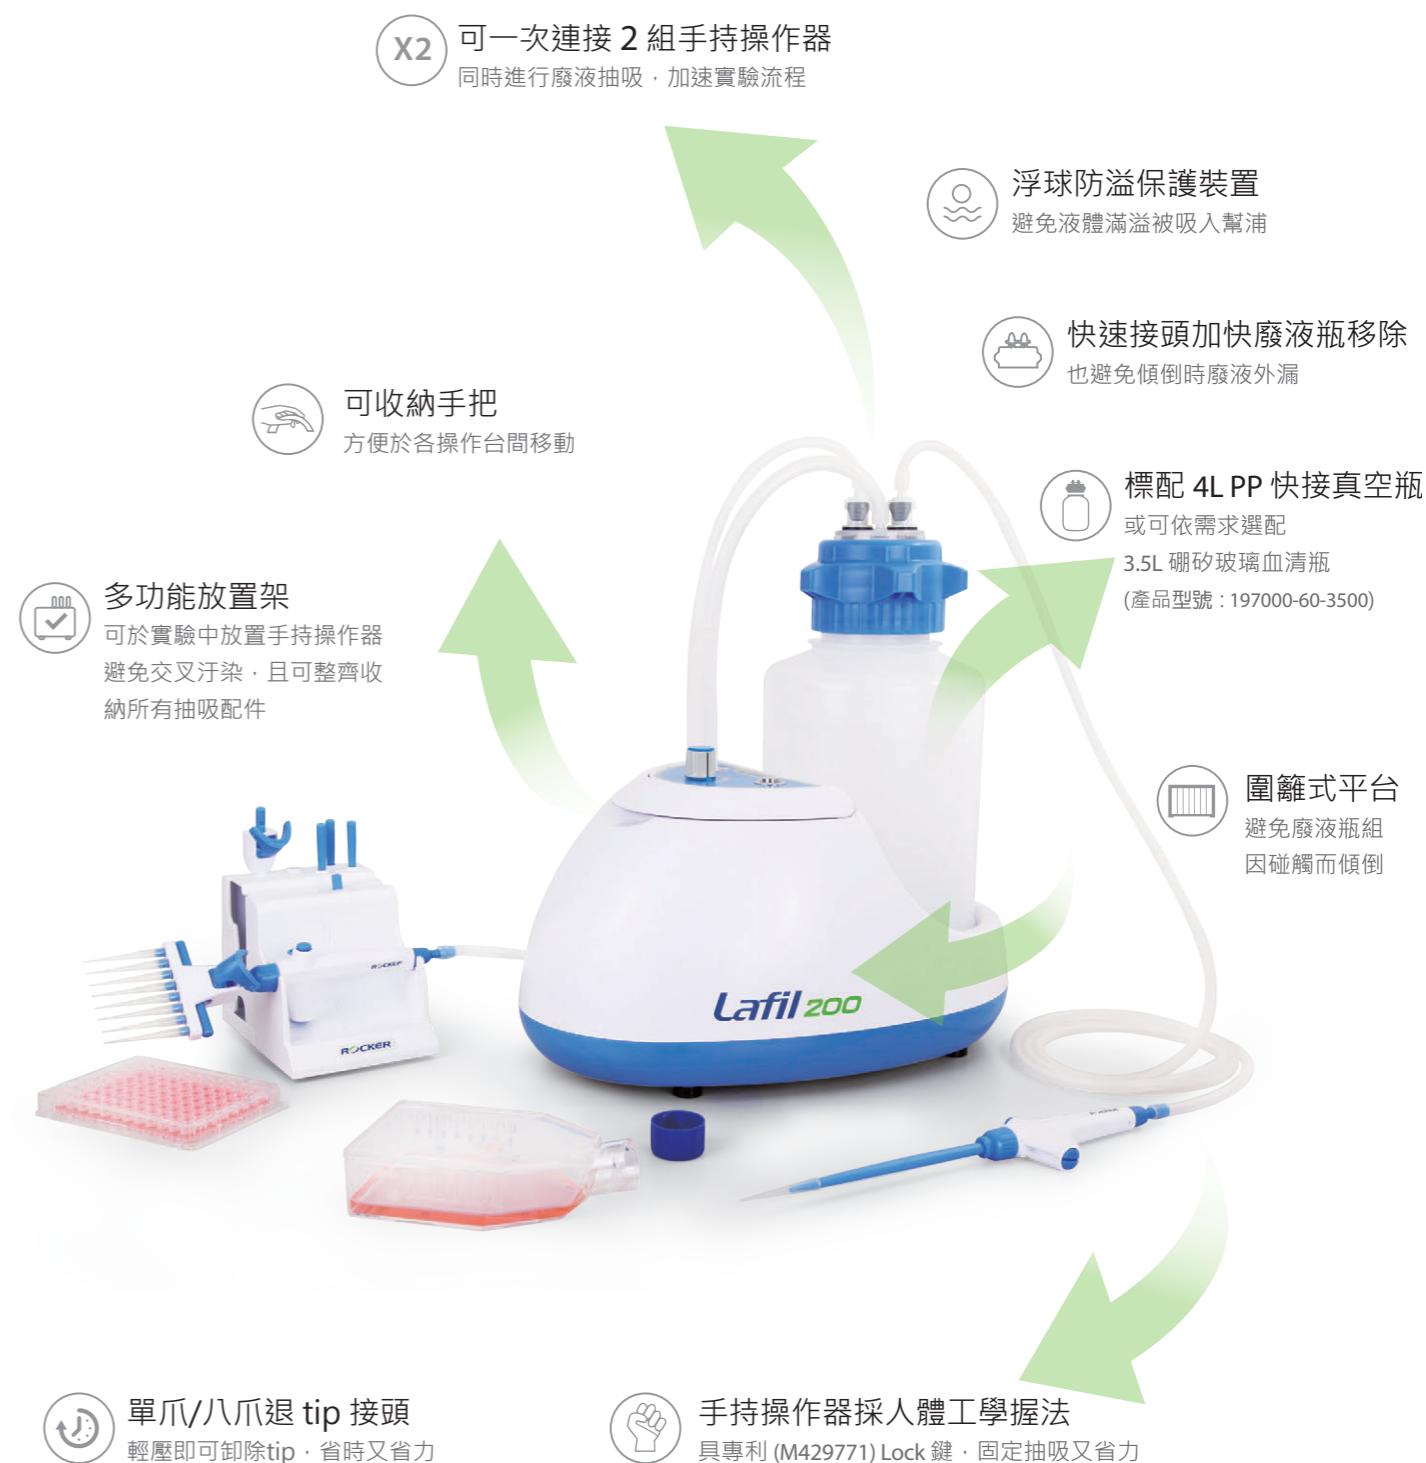 X2
可一次連接 2 組手持操作器
同時進行廢液抽吸，加速實驗流程
浮球防溢保護裝置
避免液體滿溢被吸入幫浦
快速接頭加快廢液瓶移除
也避免傾倒時廢液外漏
可收納手把
方便於各操作台間移動
標配 4L PP 快接真空瓶
或可依需求選配
3.5L 硼矽玻璃血清瓶
(產品型號 : 197000-60-3500)
多功能放置架
可於實驗中放置手持操作器
避免交叉汙染，且可整齊收
納所有抽吸配件
圍籬式平台
避免廢液瓶組
因碰觸而傾倒
ROCKER
Lafil 200
ROCKER
ROCKER
單爪/八爪退 tip 接頭
輕壓即可卸除tip，省時又省力
手持操作器採人體工學握法
具專利 (M429771) Lock 鍵，固定抽吸又省力